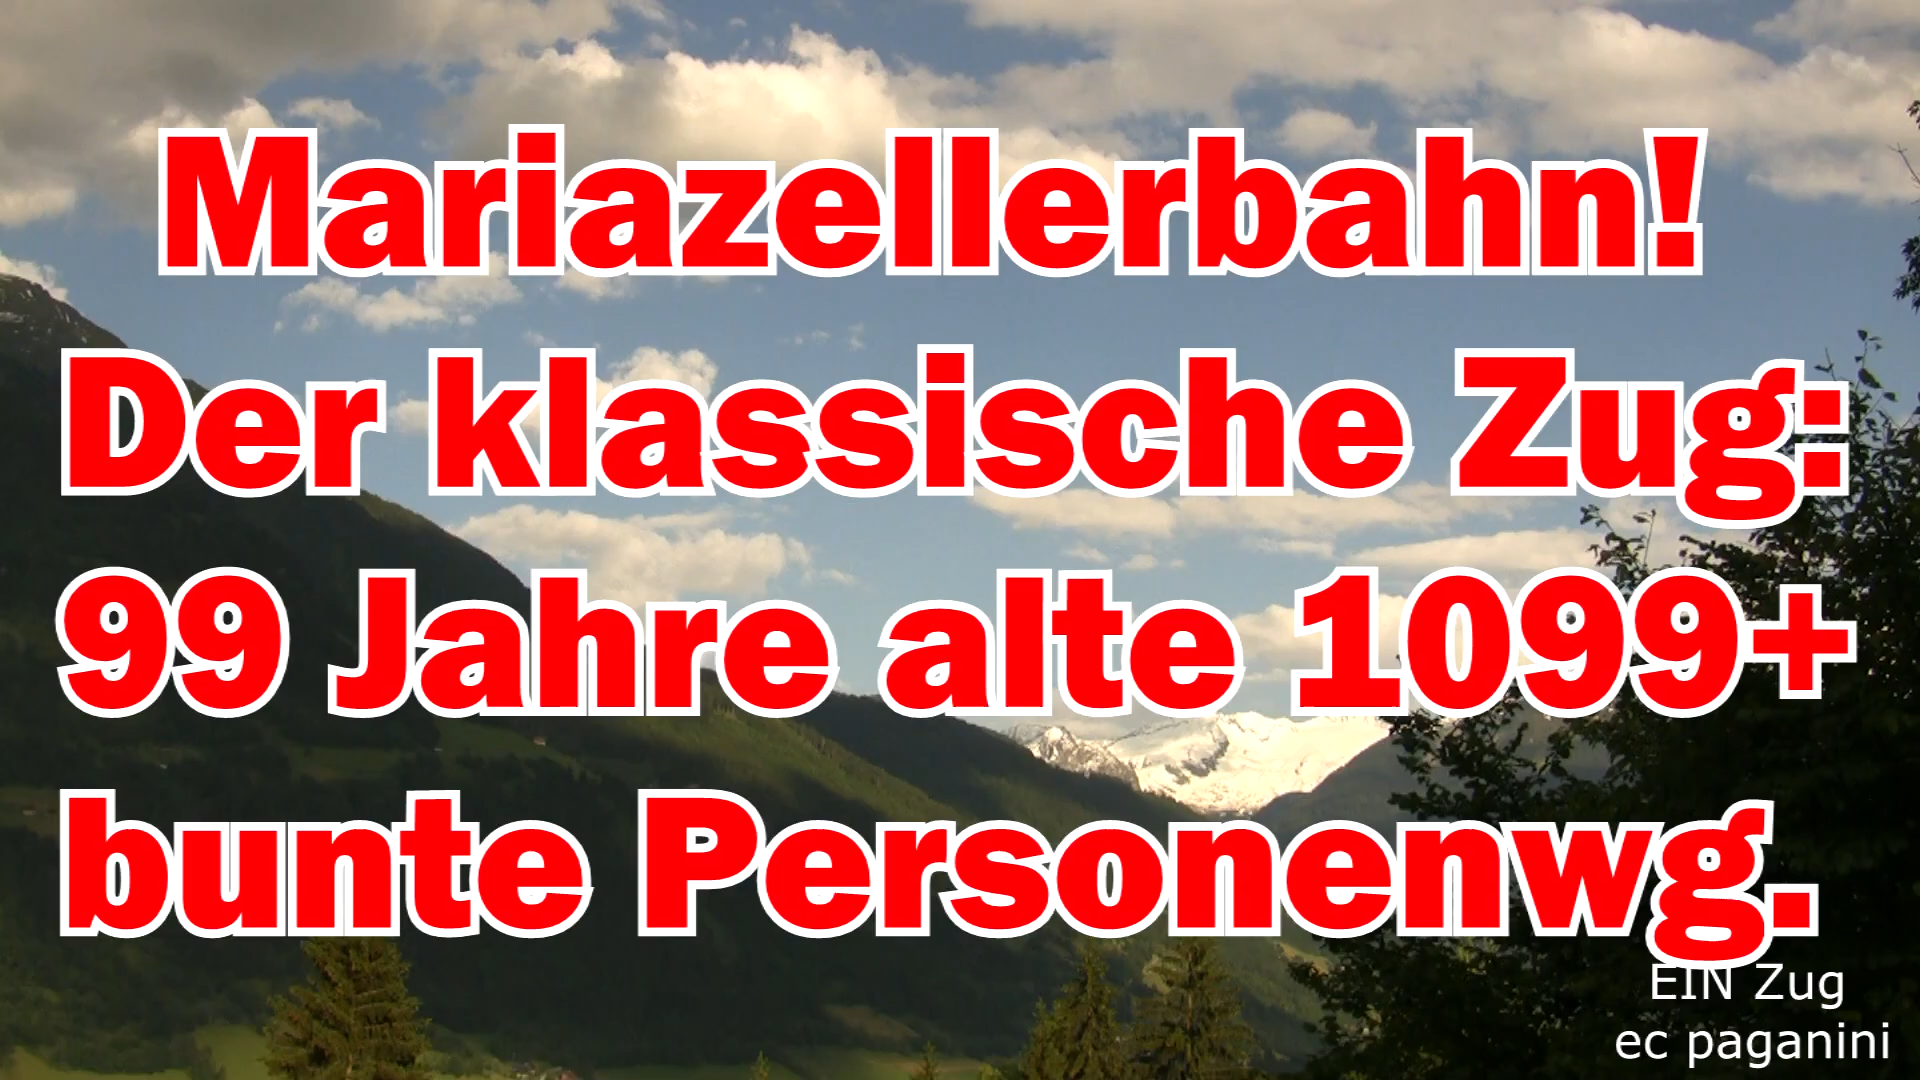 Mariazellerbahn!
Der klassische Zug:
99 Jahre alte 1099+
bunte Personenwg.
EIN Zug
ec paganini